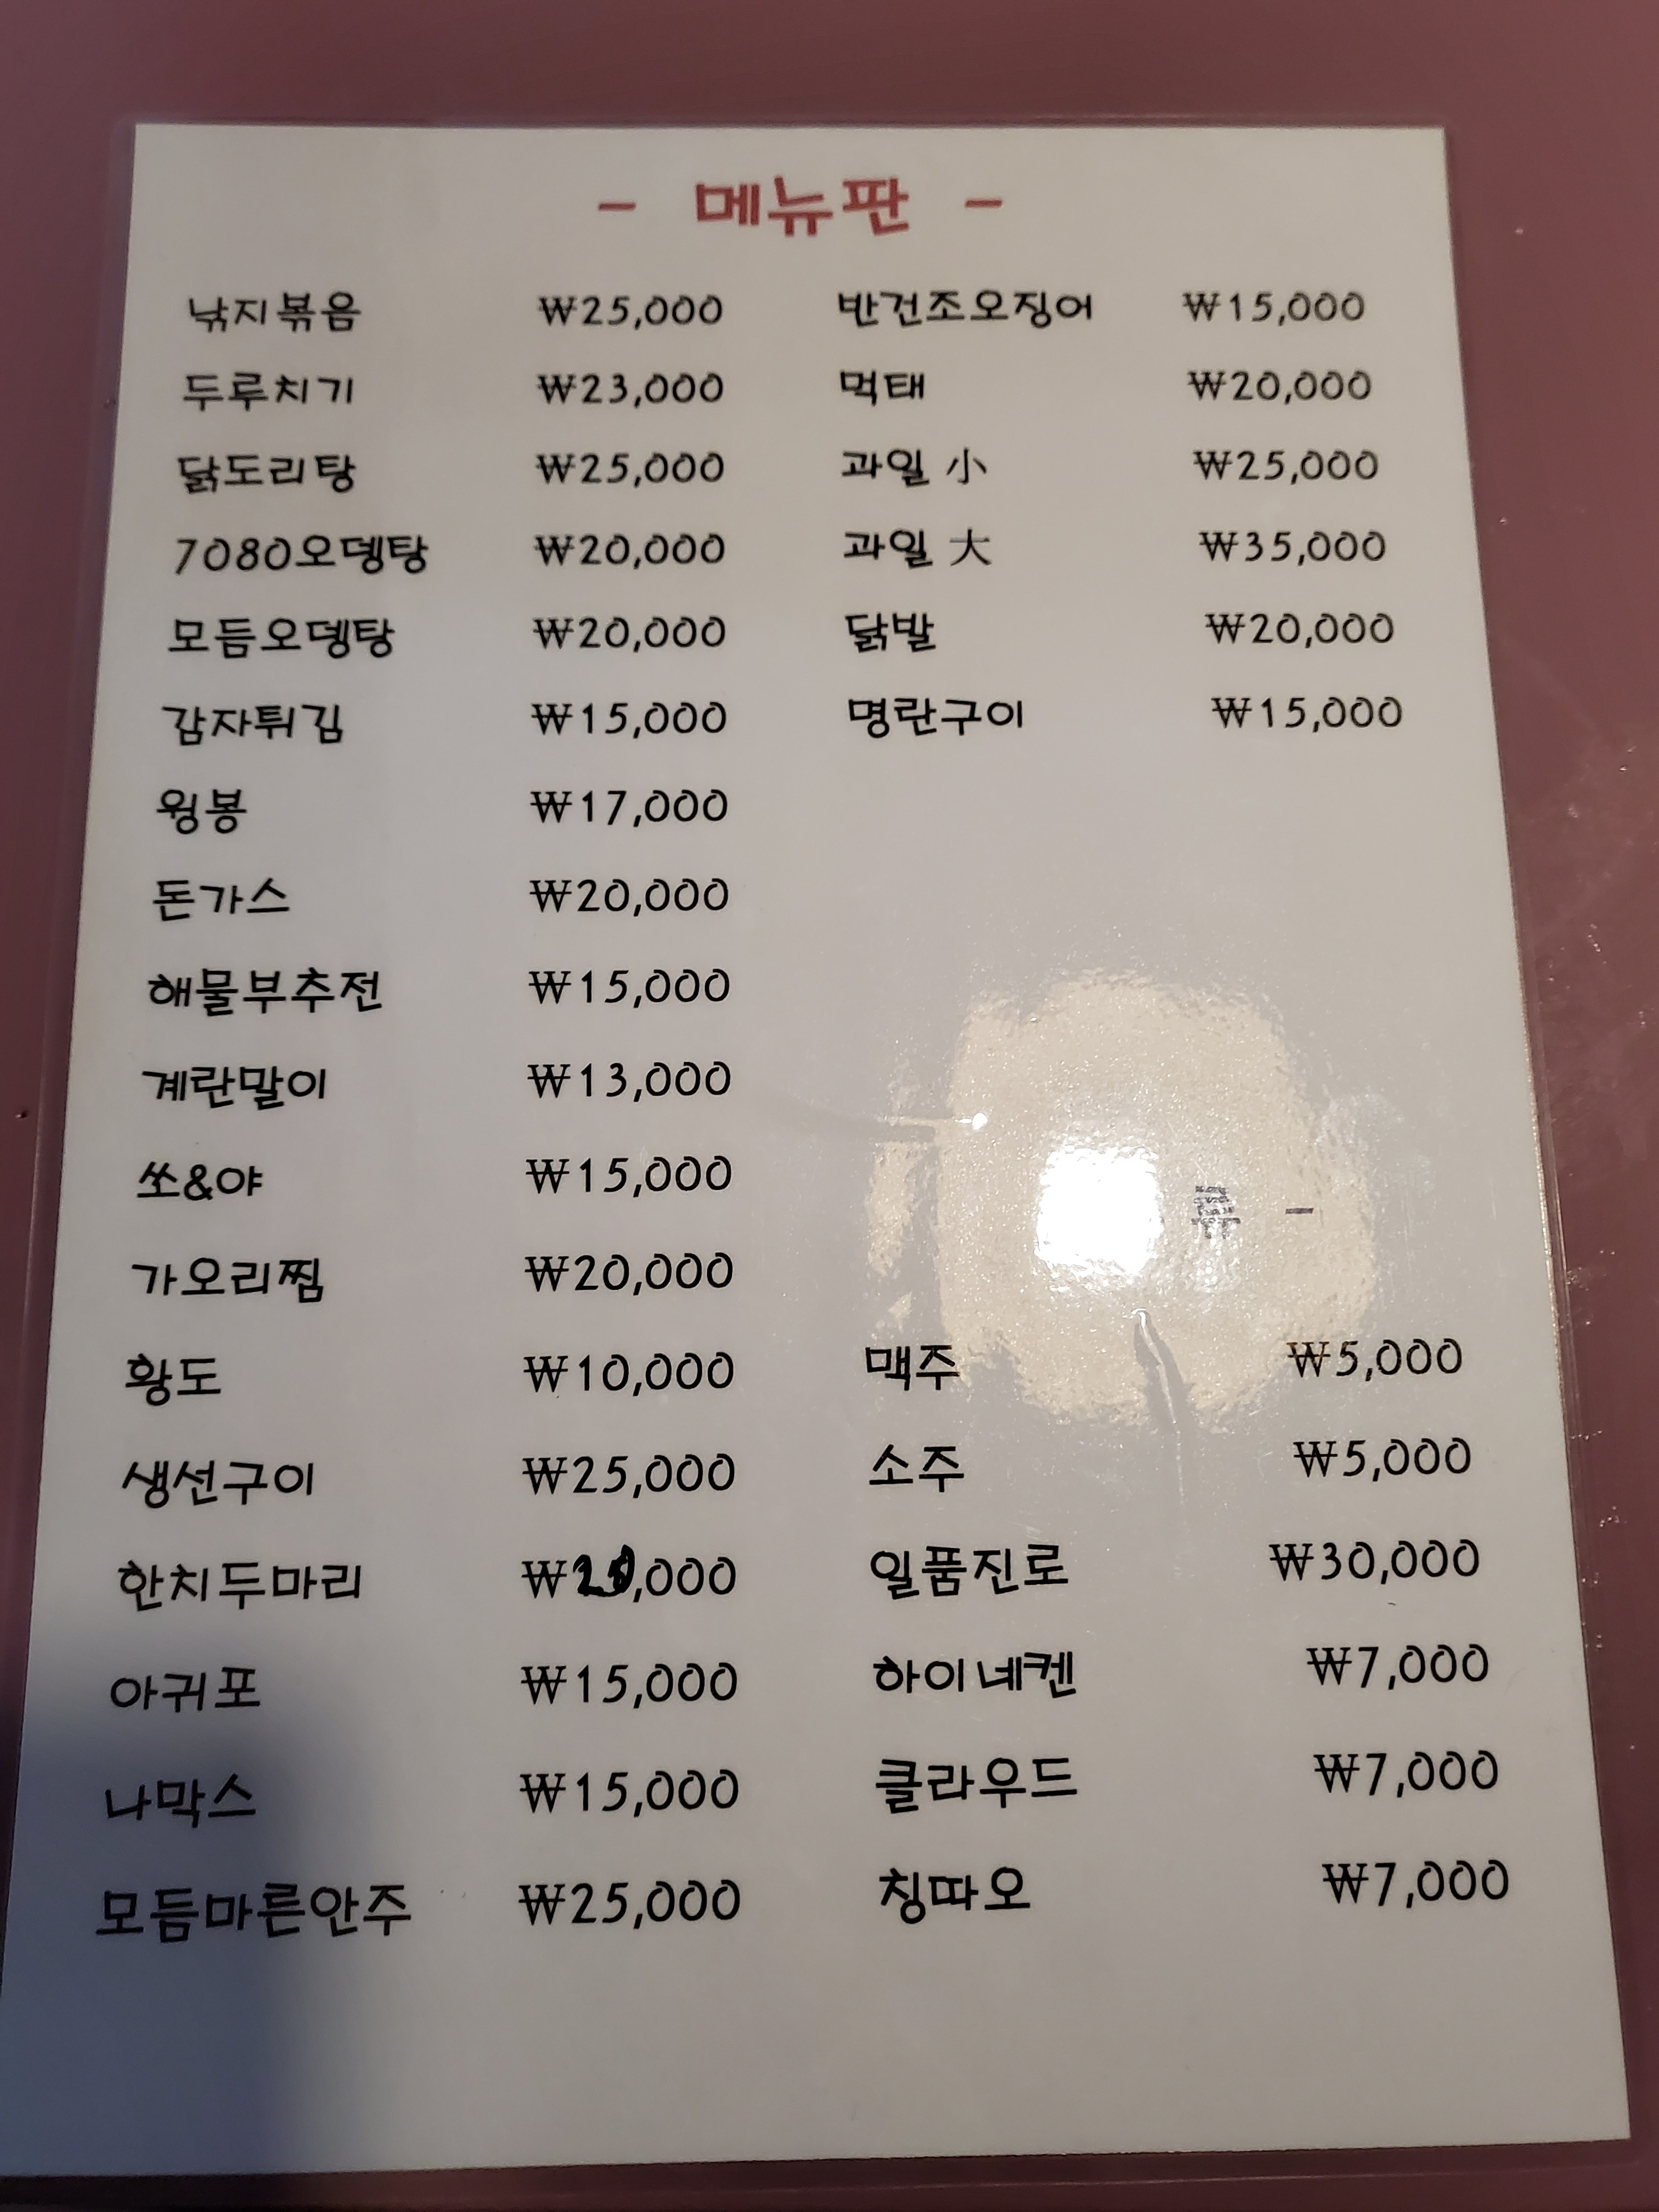 - 메뉴판 -
낚지볶음 ₩25,000
두루치기 ₩23,000
닭도리탕 ₩25,000
7080오뎅탕 ₩20,000
모듬오뎅탕 ₩20,000
감자튀김 ₩15,000
윙봉 ₩17,000
돈가스 ₩20,000
해물부추전 ₩15,000
계란말이 ₩13,000
쏘&야 ₩15,000
가오리찜 ₩20,000
황도 ₩10,000
생선구이 ₩25,000
한치두마리 ₩20,000
아귀포 ₩15,000
나막스 ₩15,000
모듬마른안주 ₩25,000
반건조오징어 ₩15,000
먹태 ₩20,000
과일 小 ₩25,000
과일 大 ₩35,000
닭발 ₩20,000
명란구이 ₩15,000
류 -
맥주 ₩5,000
소주 ₩5,000
일품진로 ₩30,000
하이네켄 ₩7,000
클라우드 ₩7,000
칭따오 ₩7,000